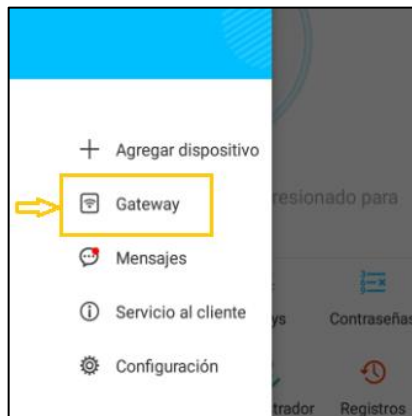 Agregar dispositivo
Gateway
resionado para
Mensajes
Servicio al cliente
ys
Contraseñas
Configuración
trador
Registros